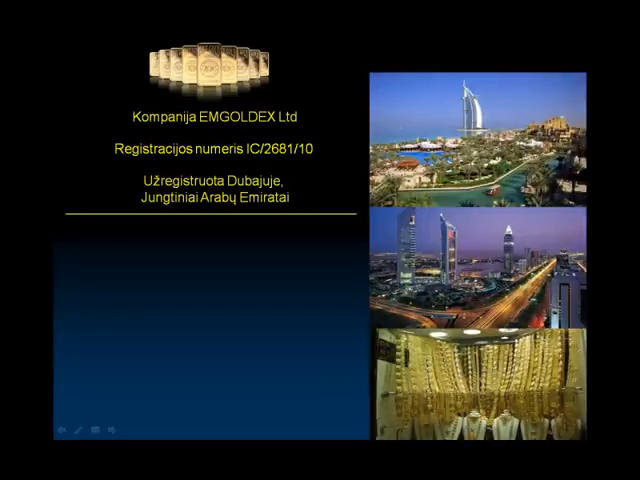 Kompanija EMGOLDEX Ltd
Registracijos numeris IC/2681/10
Užregistruota Dubajuje,
Jungtiniai Arabų Emiratai